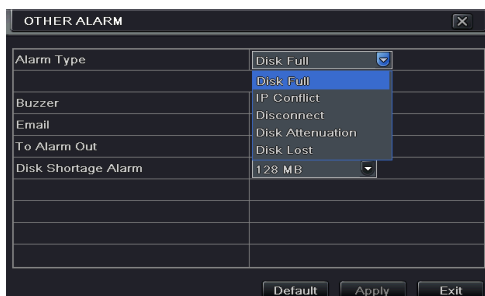 OTHER ALARM
Alarm Type
Disk Full
Disk Full
Buzzer
IP Conflict
Disconnect
Email
Disk Attenuation
To Alarm Out
Disk Lost
Disk Shortage Alarm
128 MB
Default
Apply
Exit